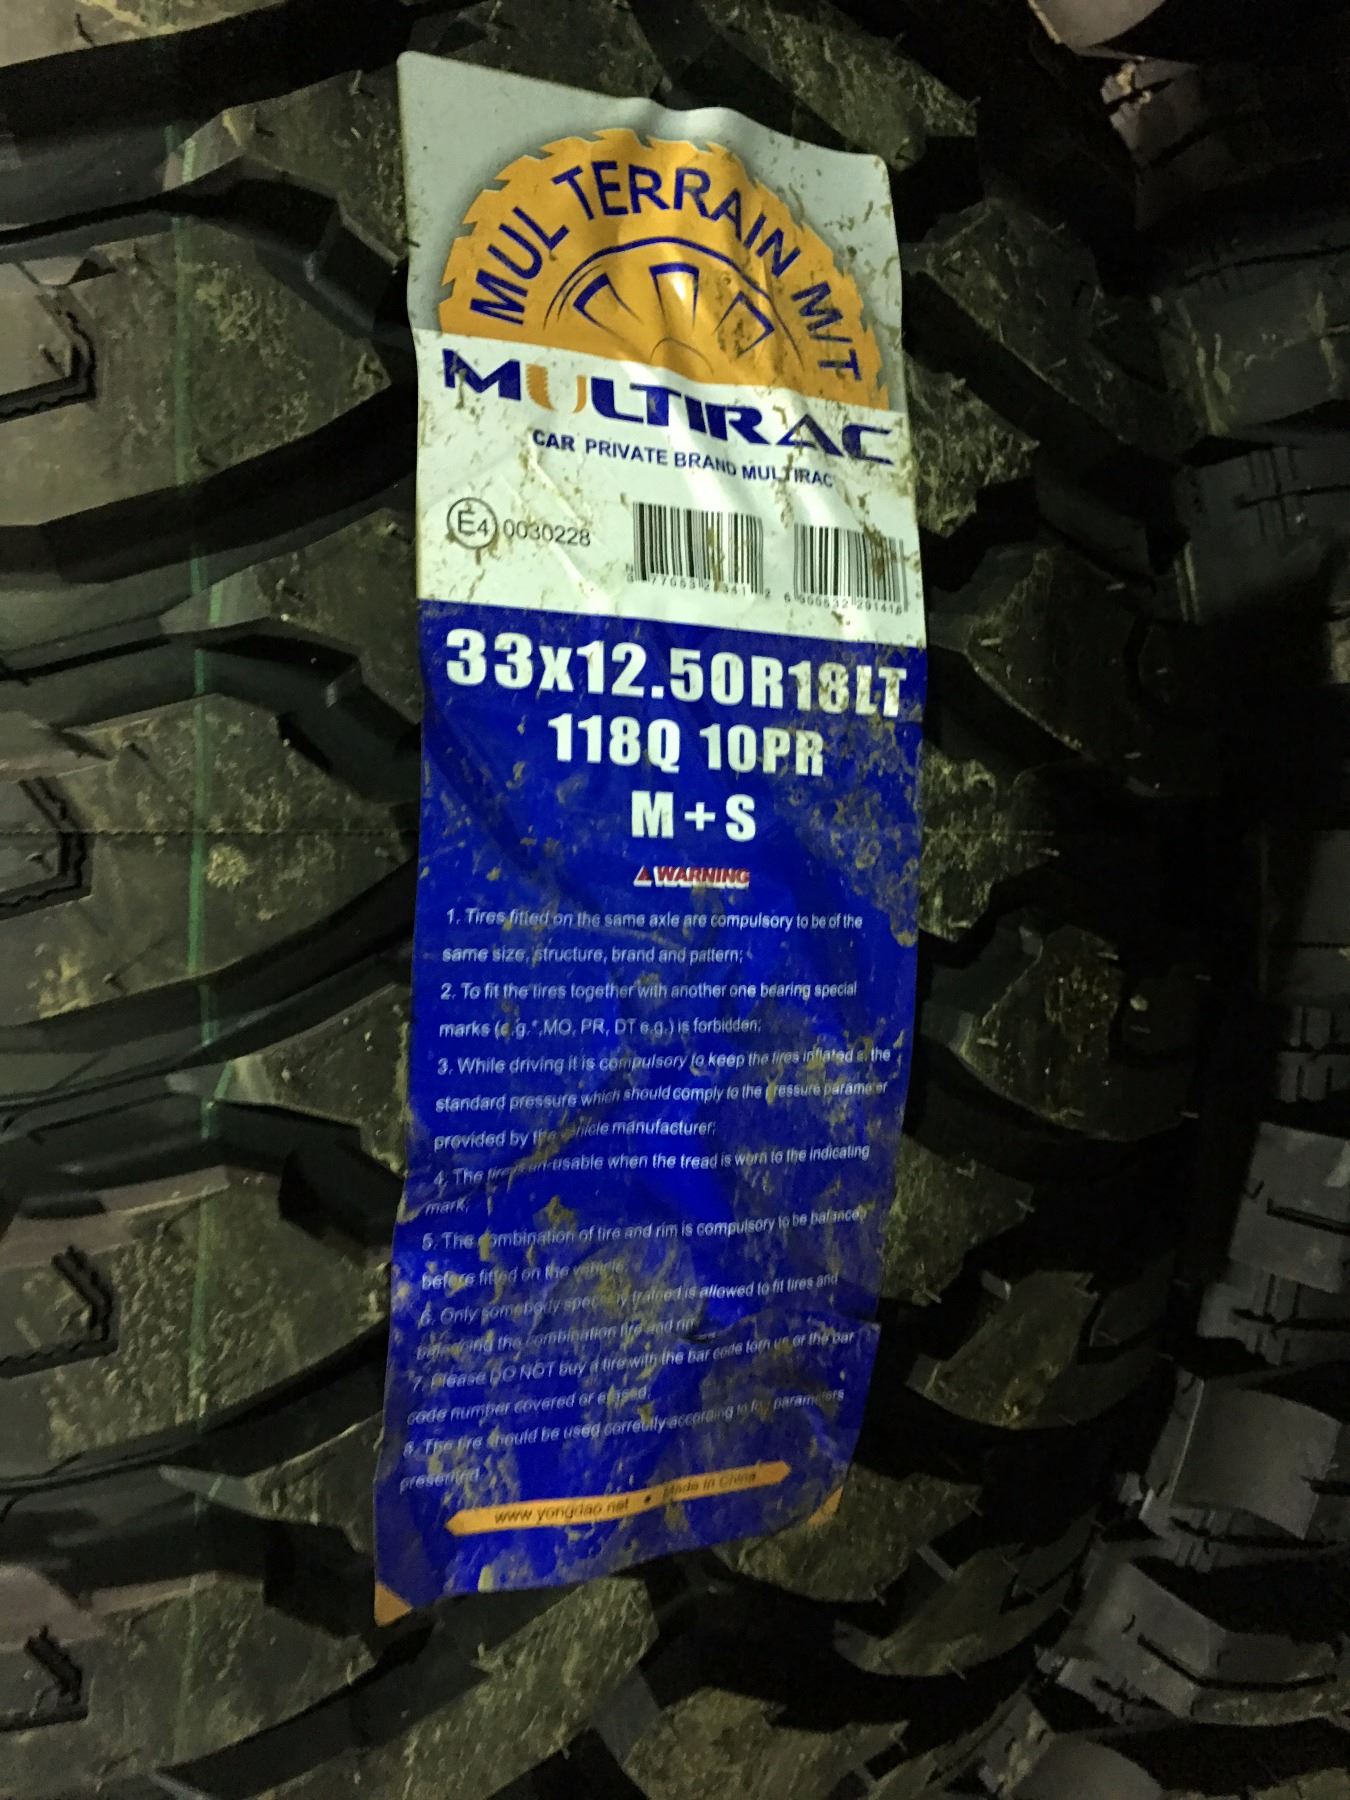 MUL TERRAIN M/T
MULTIRAC
CAR PRIVATE BRAND MULTIRAC
E4 0030228
33x12.50R18LT
118Q 10PR
M+S
WARNING
1. Tires fitted on the same axle are compulsory to be of the
same size, structure, brand and pattern;
2. To fit the tires together with another one bearing special
marks (e.g.*,MO, PR, DT e.g.) is forbidden;
3. While driving it is compulsory to keep the tires inflated at the
standard pressure which should comply to the pressure parameter
provided by the vehicle manufacturer;
4. The tire is un-usable when the tread is worn to the indicating
mark;
5. The combination of tire and rim is compulsory to be balanced
before fitted on the vehicle;
6. Only somebody specially trained is allowed to fit tires and
balancing the combination tire and rim
7. Please DO NOT buy a tire with the bar code torn up or the bar
code number covered or erased;
8. The tire should be used correctly according to the parameters
presented.
www.yongdao.net • Made in China